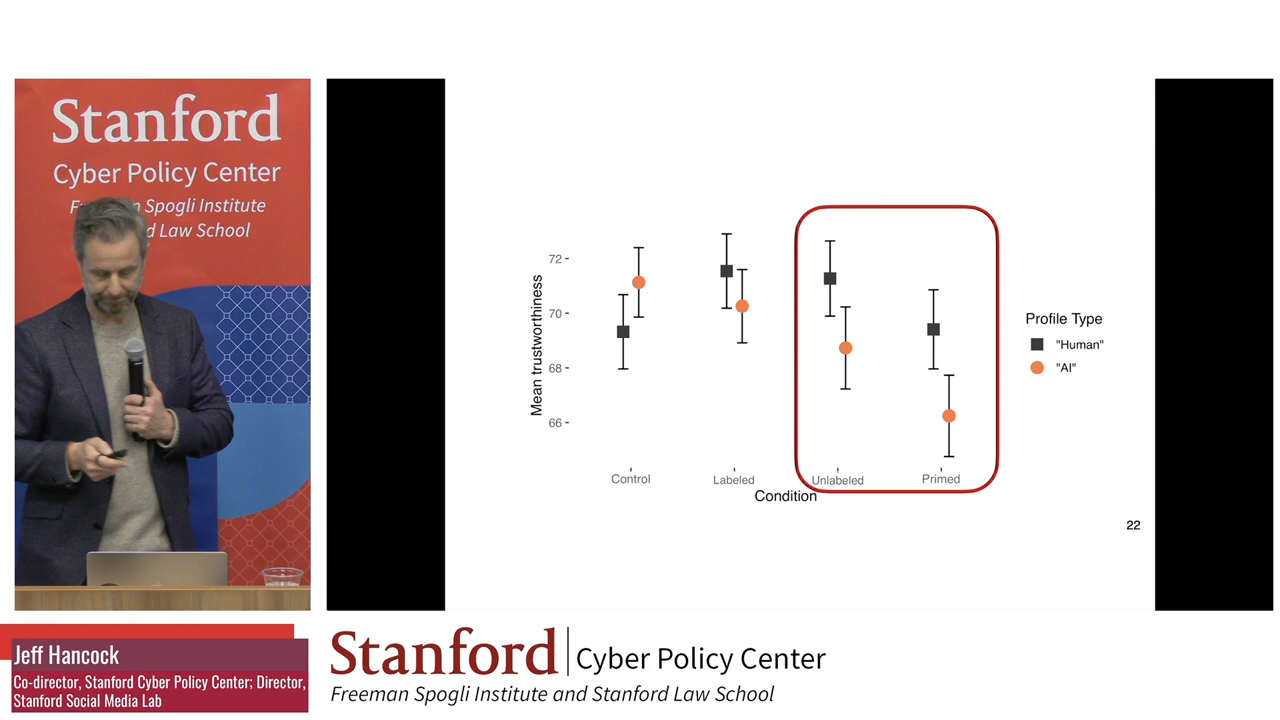 Stanford
Cyber Policy Center
Spogli Institute
d Law School
72
70
68
66
Mean trustworthiness
Control
Labeled
Unlabeled
Primed
Condition
Profile Type
"Human"
"AI"
22
Jeff Hancock
Co-director, Stanford Cyber Policy Center; Director,
Stanford Social Media Lab
Stanford
Cyber Policy Center
Freeman Spogli Institute and Stanford Law School